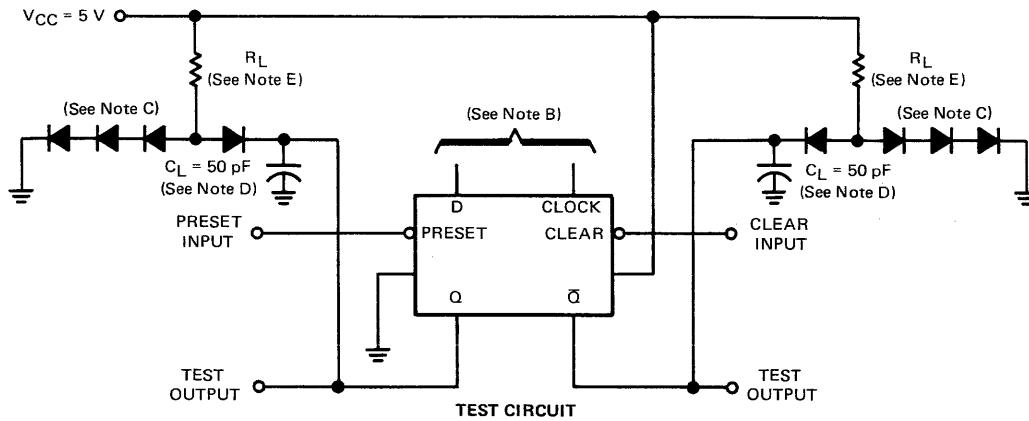 VCC = 5 V
RL
(See Note E)
RL
(See Note E)
(See Note C)
(See Note B)
(See Note C)
CL = 50 pF
(See Note D)
CL = 50 pF
(See Note D)
D
CLOCK
PRESET
INPUT
PRESET
CLEAR
CLEAR
INPUT
Q
Q̅
TEST
OUTPUT
TEST
OUTPUT
TEST CIRCUIT